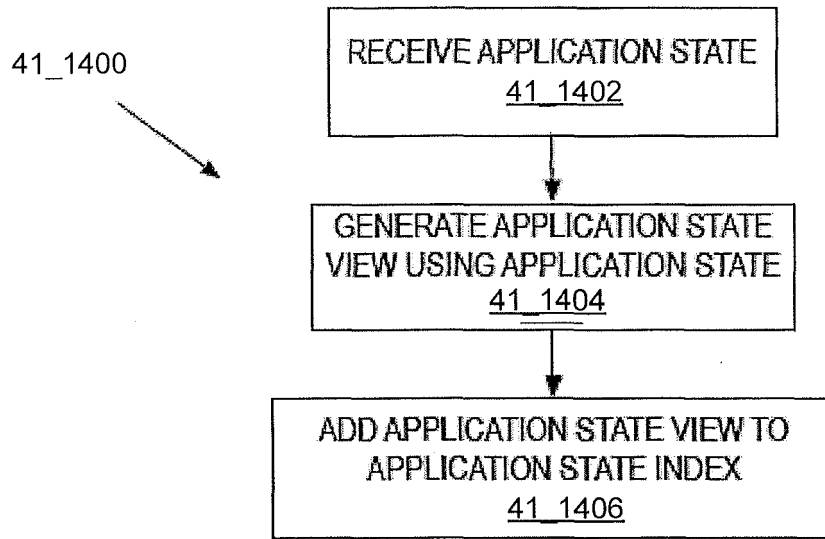 41_1400
RECEIVE APPLICATION STATE
41_1402
GENERATE APPLICATION STATE
VIEW USING APPLICATION STATE
41_1404
ADD APPLICATION STATE VIEW TO
APPLICATION STATE INDEX
41_1406